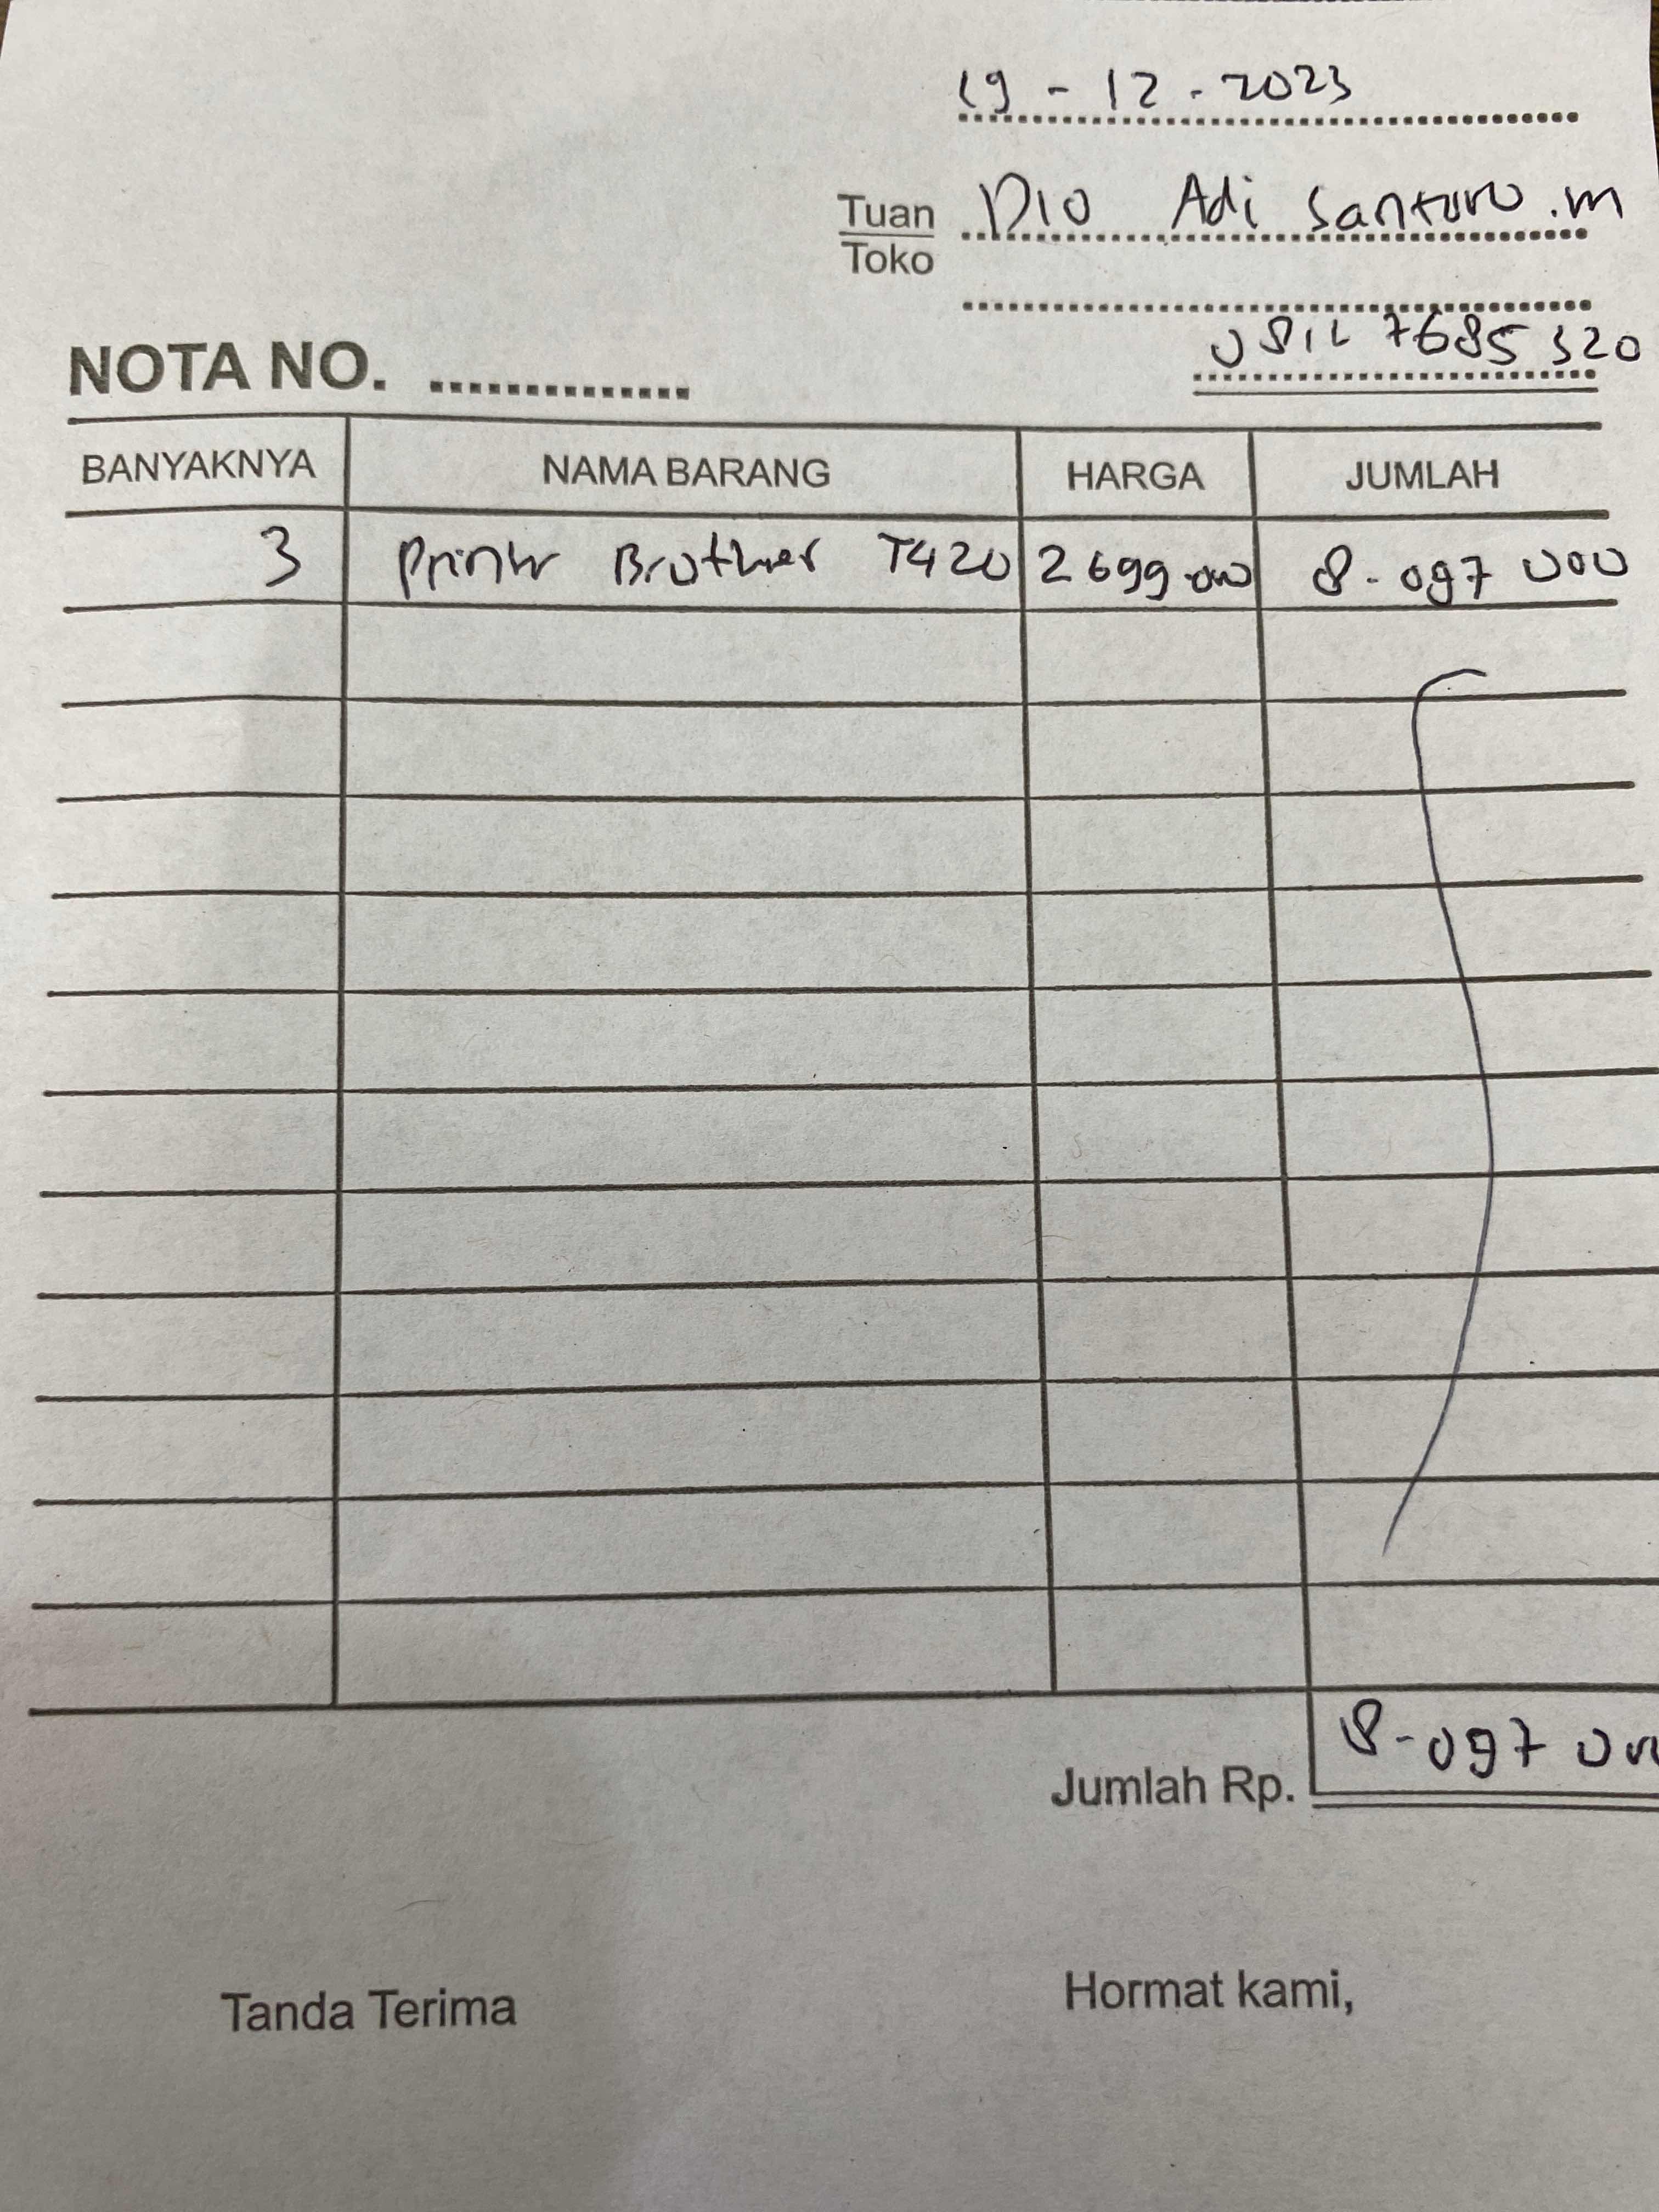 19 - 12 - 2023
Tuan Dio Adi Santoro .m
Toko
0812 7685 320
NOTA NO. ..............
BANYAKNYA NAMA BARANG HARGA JUMLAH
3 Printer Brother T420 2699.000 8.097 000
Jumlah Rp. 8.097 000
Tanda Terima Hormat kami,